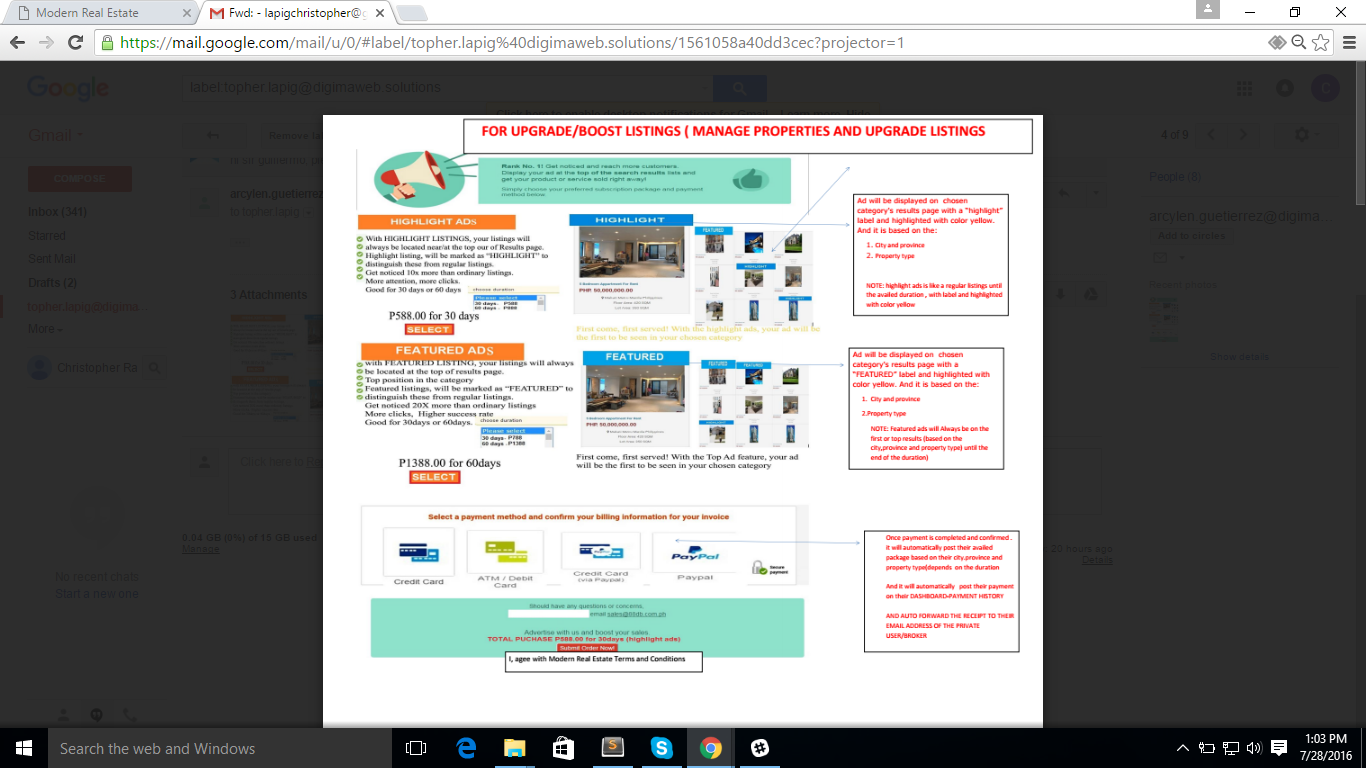 Modern Real Estate
Fwd: - lapigchristopher@g
https://mail.google.com/mail/u/0/#label/topher.lapig%40digimaweb.solutions/1561058a40dd3cec?projector=1
Google
label:topher.lapig@digimaweb.solutions
Gmail
Remove la
4 of 9
COMPOSE
Inbox (341)
Starred
Sent Mail
Drafts (2)
topher.lapig@digima...
More
Christopher Ra
No recent chats
Start a new one
arcylen.guetierrez
to topher.lapig
3 Attachments
Click here to Re
0.04 GB (0%) of 15 GB used
Manage
People (8)
arcylen.guetierrez@digima...
Add to circles
Show details
20 hours ago
Details
FOR UPGRADE/BOOST LISTINGS ( MANAGE PROPERTIES AND UPGRADE LISTINGS
Rank No. 1! Get noticed and reach more customers.
Display your ad at the top of the search results lists and
get your product or service sold right away!
Simply choose your preferred subscription package and payment
method below.
HIGHLIGHT ADS
With HIGHLIGHT LISTINGS, your listings will
always be located near/at the top our of Results page.
Highlight listing, will be marked as "HIGHLIGHT" to
distinguish these from regular listings.
Get noticed 10x more than ordinary listings.
More attention, more clicks.
Good for 30 days or 60 days
choose duration
Please select
30 days. P588
60 days . P988
P588.00 for 30 days
SELECT
HIGHLIGHT
2 Bedroom Apartment For Rent
PHP. 50,000,000.00
FEATURED
HIGHLIGHT
HIGHLIGHT
First come, first served! With the highlight ads, your ad will be
the first to be seen in your chosen category
Ad will be displayed on chosen
category's results page with a "highlight"
label and highlighted with color yellow.
And it is based on the:
1. City and province
2. Property type
NOTE: highlight ads is like a regular listings until
the availed duration , with label and highlighted
with color yellow
FEATURED ADS
with FEATURED LISTING, your listings will always
be located at the top of results page.
Top position in the category
Featured listings, will be marked as "FEATURED" to
distinguish these from regular listings.
Get noticed 20X more than ordinary listings
More clicks, Higher success rate
Good for 30days or 60days.
choose duration
Please select
30 days- P788
60 days .P1388
P1388.00 for 60days
SELECT
FEATURED
2 Bedroom Apartment For Rent
PHP. 50,000,000.00
FEATURED
FEATURED
First come, first served! With the Top Ad feature, your ad
will be the first to be seen in your chosen category
Ad will be displayed on chosen
category's results page with a
"FEATURED" label and highlighted with
color yellow. And it is based on the:
1. City and province
2.Property type
NOTE: Featured ads will Always be on the
first or top results (based on the
city,province and property type) until the
end of the duration)
Select a payment method and confirm your billing information for your invoice
Credit Card
ATM / Debit
Card
Credit Card
(via Paypal)
PayPal
Paypal
Secure
payment
Once payment is completed and confirmed .
it will automatically post their availed
package based on their city,province and
property type(depends on the duration
And it will automatically post their payment
on their DASHBOARD-PAYMENT HISTORY
AND AUTO FORWARD THE RECEIPT TO THEIR
EMAIL ADDRESS OF THE PRIVATE
USER/BROKER
Should have any questions or concerns.
email sales@88db.com.ph
Advertise with us and boost your sales
TOTAL PUCHASE P588.00 for 30days (highlight ads)
Submit Order Now!
I, agree with Modern Real Estate Terms and Conditions
Search the web and Windows
1:03 PM
7/28/2016